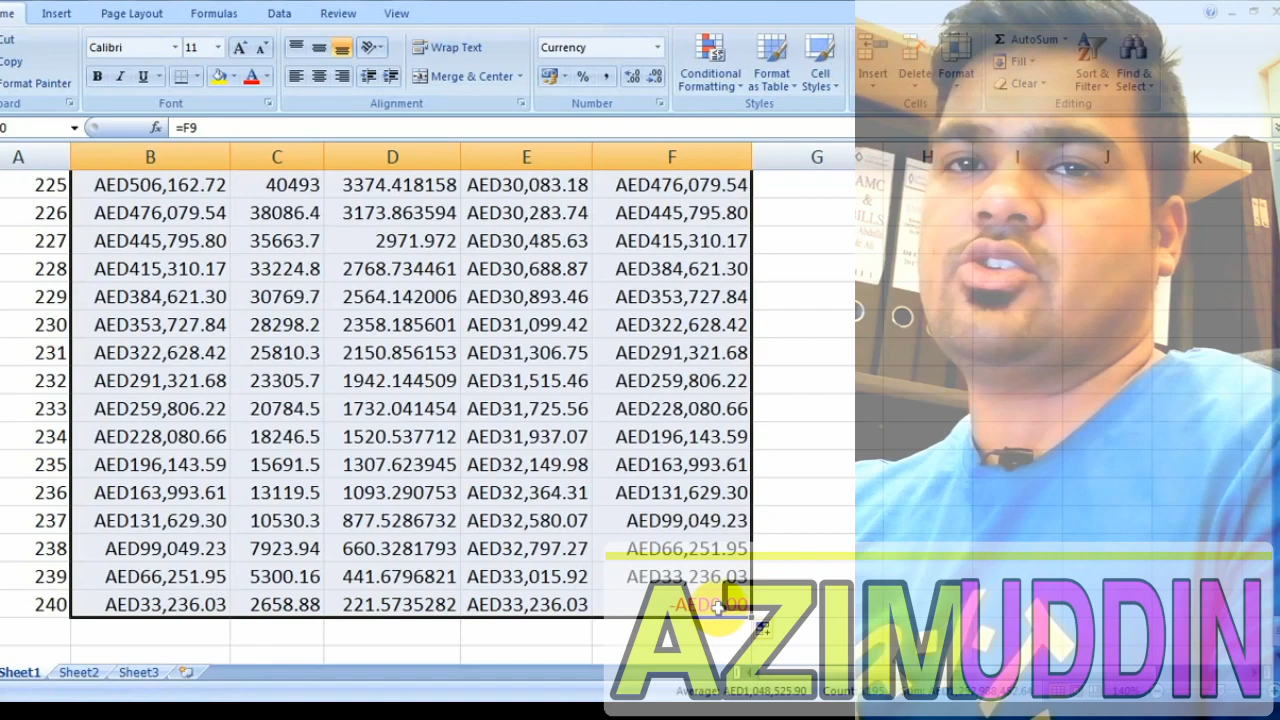 me Insert Page Layout Formulas Data Review View
Cut
Copy
Format Painter
Calibri 11 A A
B I U A
Wrap Text
Merge & Center
Currency
% ,
Conditional Formatting
Format as Table
Cell Styles
Insert
Delete
Format
Σ AutoSum
Fill
Clear
Sort & Filter
Find & Select
board Font Alignment Number Styles Cells Editing
0 fx =F9
A B C D E F G H I J K
225 AED506,162.72 40493 3374.418158 AED30,083.18 AED476,079.54
226 AED476,079.54 38086.4 3173.863594 AED30,283.74 AED445,795.80
227 AED445,795.80 35663.7 2971.972 AED30,485.63 AED415,310.17
228 AED415,310.17 33224.8 2768.734461 AED30,688.87 AED384,621.30
229 AED384,621.30 30769.7 2564.142006 AED30,893.46 AED353,727.84
230 AED353,727.84 28298.2 2358.185601 AED31,099.42 AED322,628.42
231 AED322,628.42 25810.3 2150.856153 AED31,306.75 AED291,321.68
232 AED291,321.68 23305.7 1942.144509 AED31,515.46 AED259,806.22
233 AED259,806.22 20784.5 1732.041454 AED31,725.56 AED228,080.66
234 AED228,080.66 18246.5 1520.537712 AED31,937.07 AED196,143.59
235 AED196,143.59 15691.5 1307.623945 AED32,149.98 AED163,993.61
236 AED163,993.61 13119.5 1093.290753 AED32,364.31 AED131,629.30
237 AED131,629.30 10530.3 877.5286732 AED32,580.07 AED99,049.23
238 AED99,049.23 7923.94 660.3281793 AED32,797.27 AED66,251.95
239 AED66,251.95 5300.16 441.6796821 AED33,015.92 AED33,236.03
240 AED33,236.03 2658.88 221.5735282 AED33,236.03 -AED0.00
AMC
&
BILLS
AZIMUDDIN
Sheet1 Sheet2 Sheet3
Average: AED1,048,525.90 140%